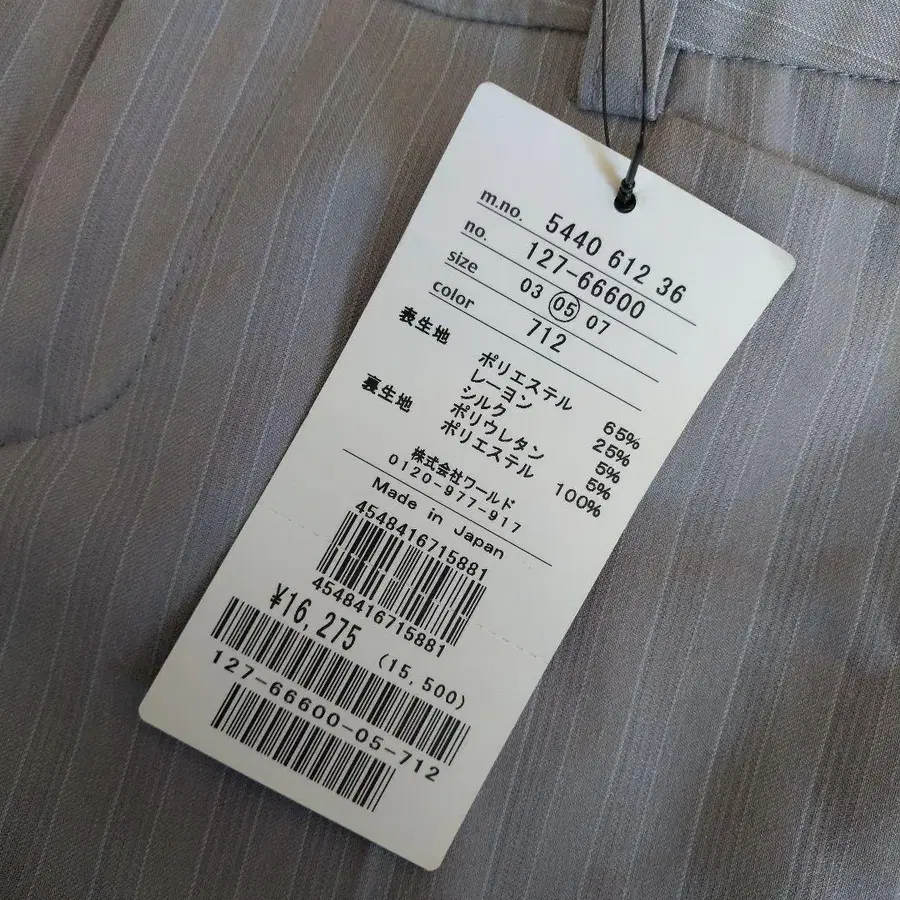 m.no. 5440 612 36
no. 127-66600
size 03 05 07
color 712
表生地 ポリエステル 65%
レーヨン 25%
シルク 5%
ポリウレタン 5%
裏生地 ポリエステル 100%
株式会社ワールド
0120-977-917
Made in Japan
4548416715881
4548416715881
¥16,275 (15,500)
127-66600-05-712